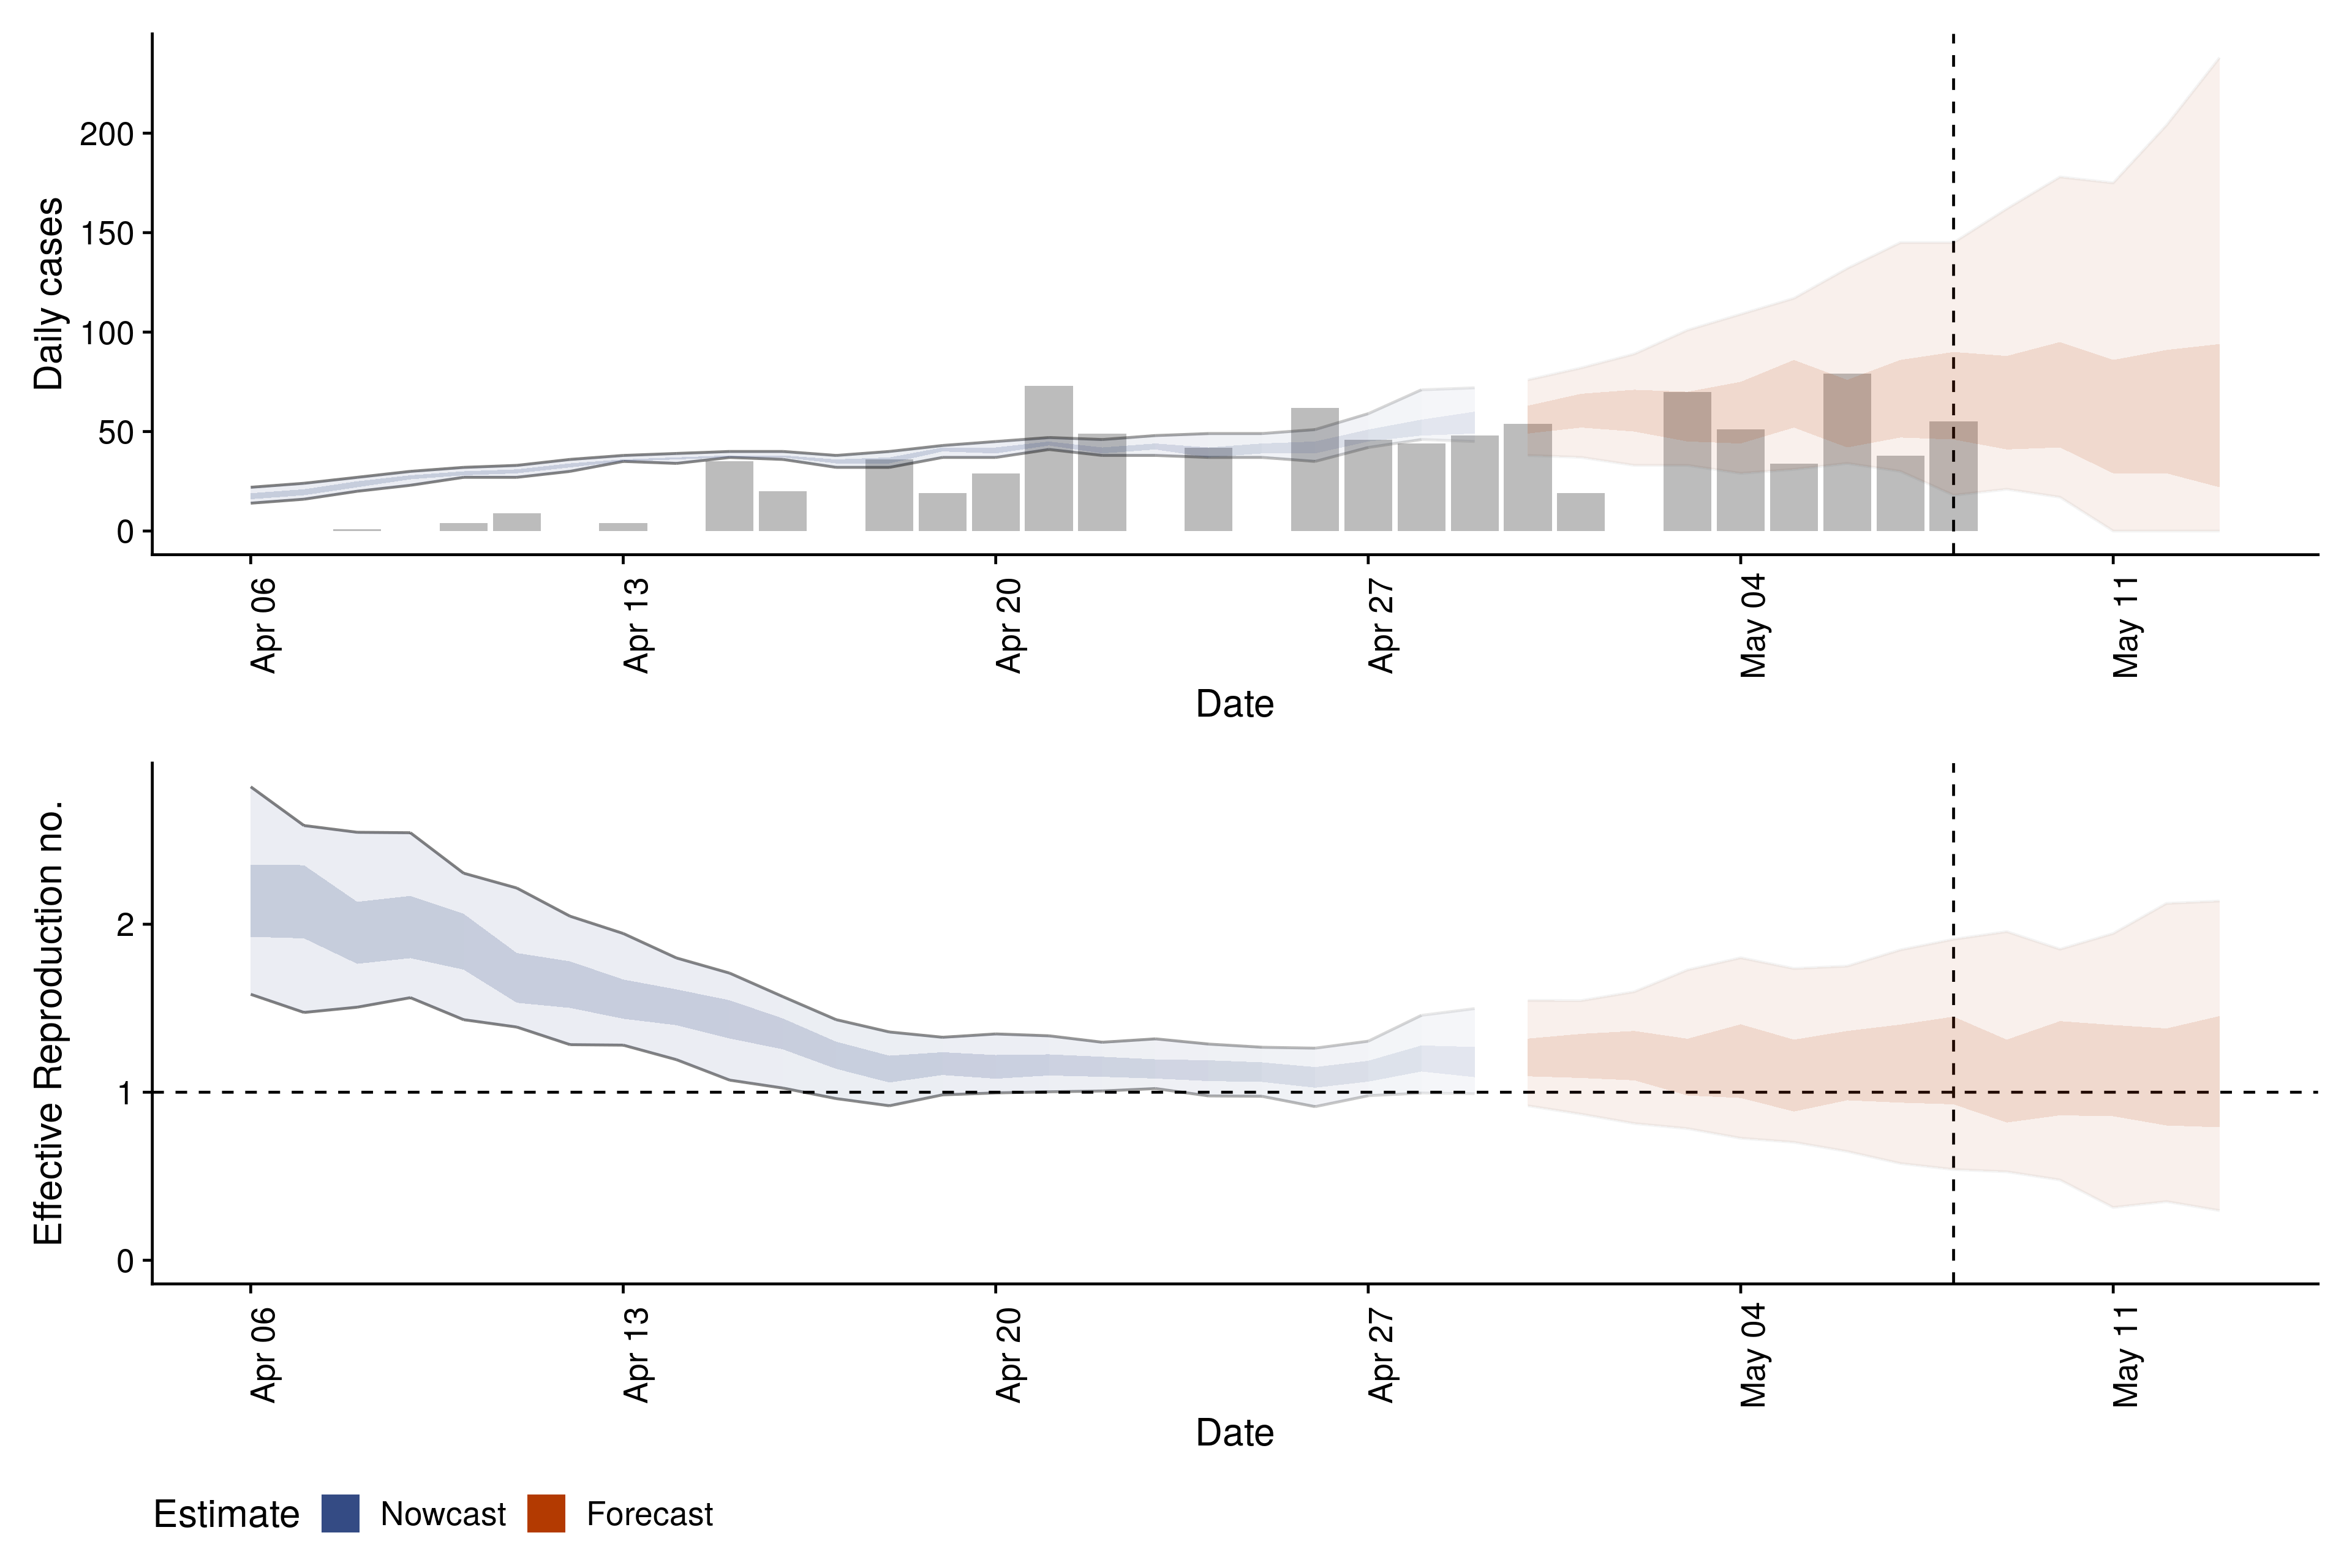 Daily cases
200
150
100
50
0
Apr 06
Apr 13
Apr 20
Apr 27
May 04
May 11
Date
Effective Reproduction no.
2
1
0
Apr 06
Apr 13
Apr 20
Apr 27
May 04
May 11
Date
Estimate Nowcast Forecast